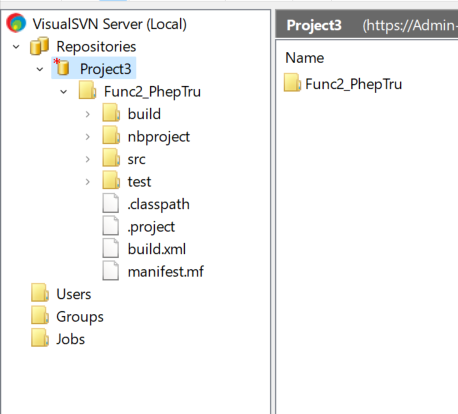 VisualSVN Server (Local)
Repositories
Project3
Func2_PhepTru
build
nbproject
src
test
.classpath
.project
build.xml
manifest.mf
Users
Groups
Jobs
Project3 (https://Admin-
Name
Func2_PhepTru